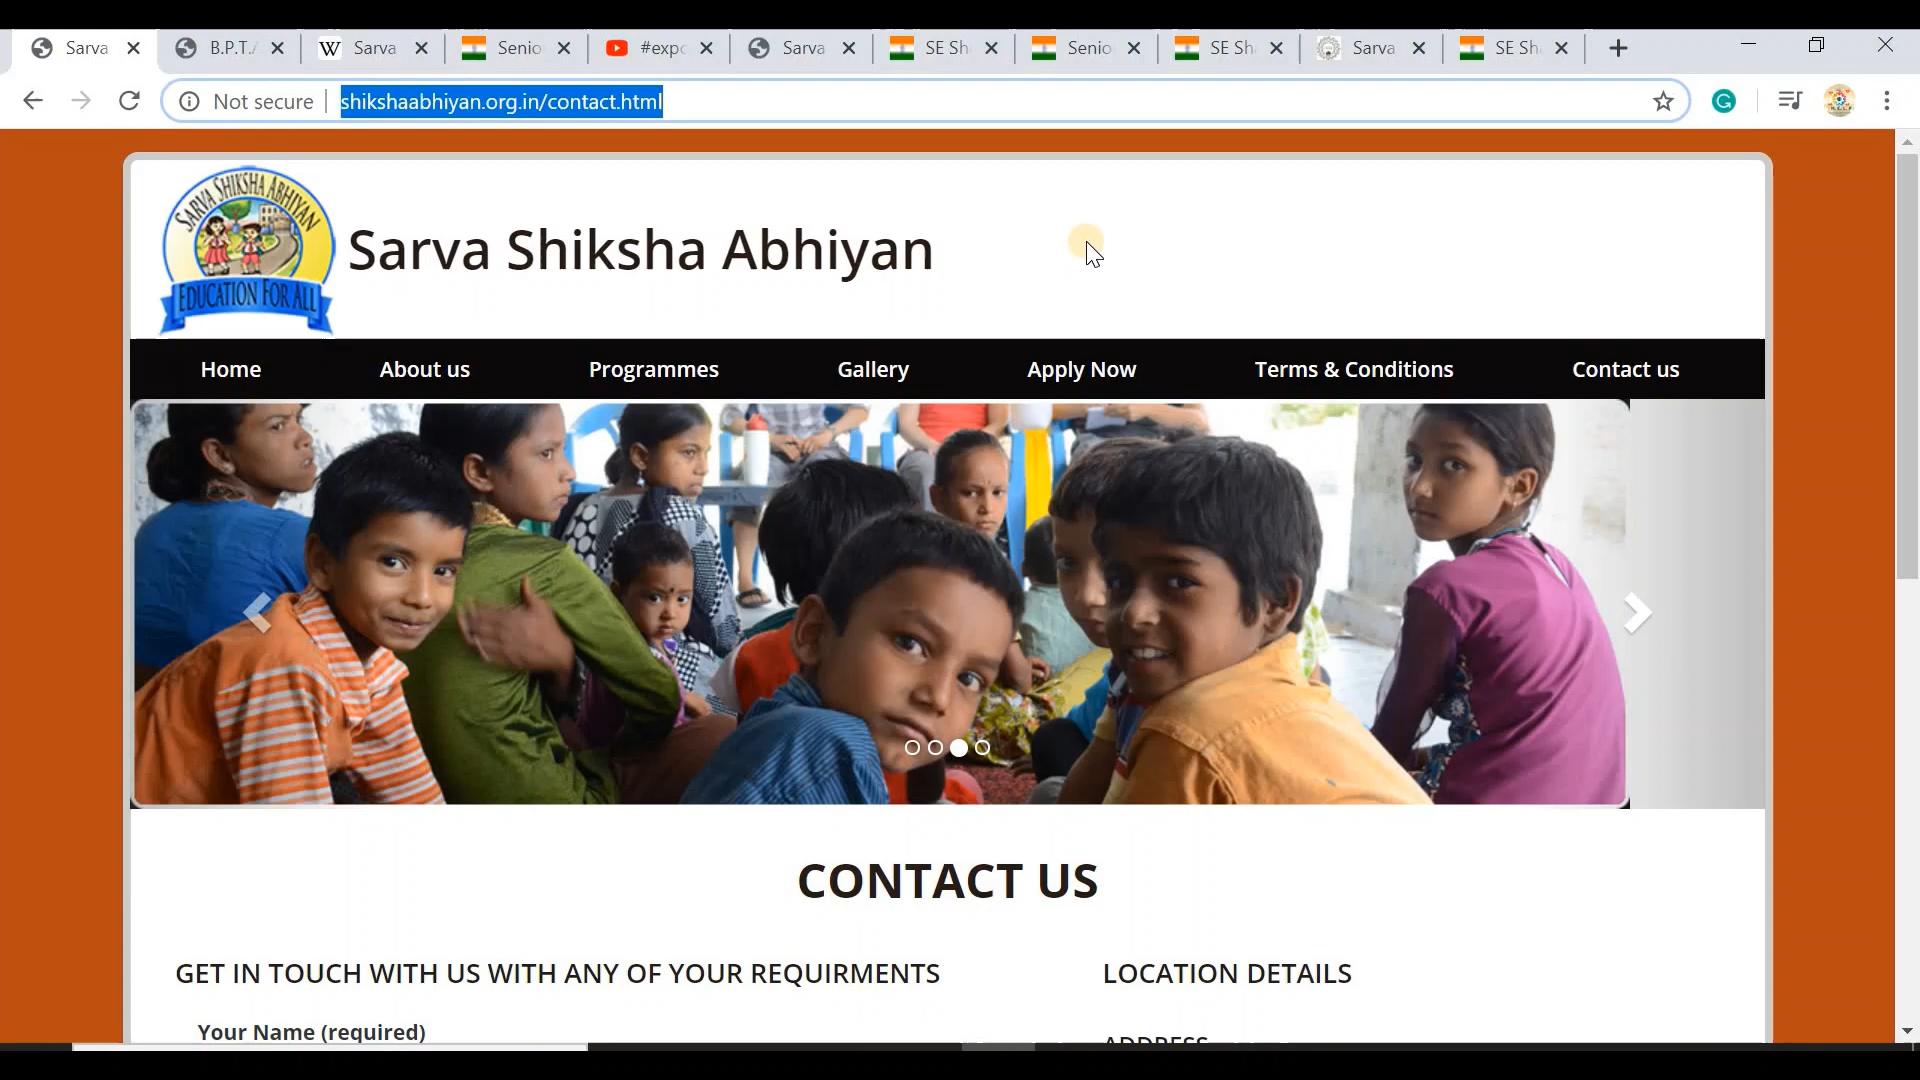 Sarva
B.P.T.
Sarva
Senio
#expo
Sarva
SE Sh
Senio
SE Sh
Sarva
SE Sh
Not secure
shikshaabhiyan.org.in/contact.html
SARVA SHIKSHA ABHIYAN
EDUCATION FOR ALL
Sarva Shiksha Abhiyan
Home About us Programmes Gallery Apply Now Terms & Conditions Contact us
CONTACT US
GET IN TOUCH WITH US WITH ANY OF YOUR REQUIRMENTS
LOCATION DETAILS
Your Name (required)
ADDRESS